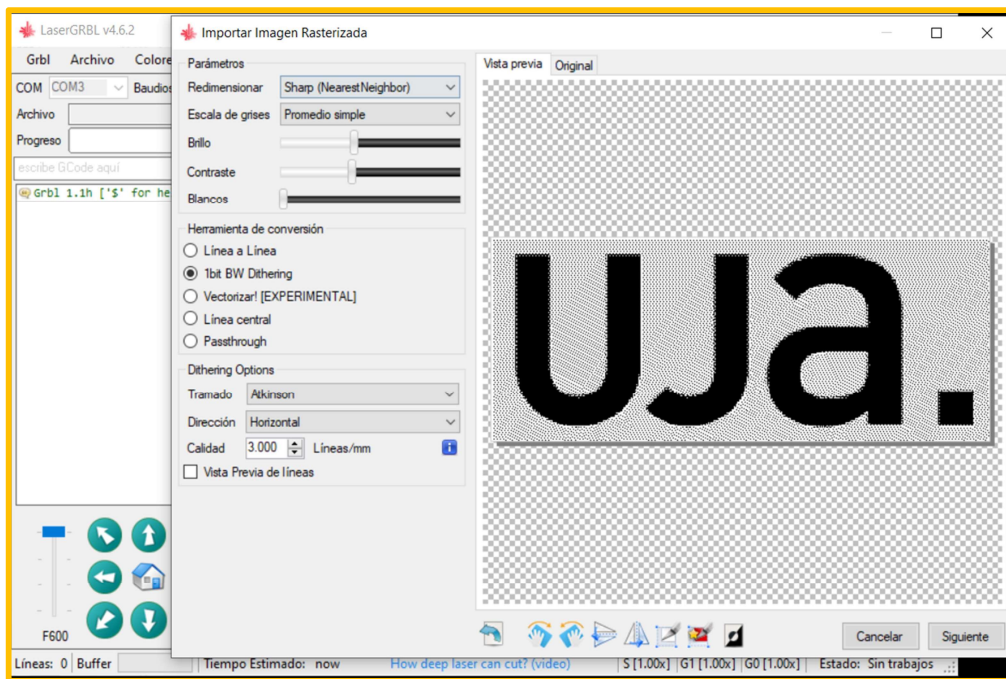 LaserGRBL v4.6.2
Importar Imagen Rasterizada
Grbl Archivo Colore
COM COM3 Baudios
Archivo
Progreso
escribe GCode aquí
Grbl 1.1h ['$' for he
Parámetros
Redimensionar Sharp (NearestNeighbor)
Escala de grises Promedio simple
Brillo
Contraste
Blancos
Herramienta de conversión
Línea a Línea
1bit BW Dithering
Vectorizar! [EXPERIMENTAL]
Línea central
Passthrough
Dithering Options
Tramado Atkinson
Dirección Horizontal
Calidad 3.000 Líneas/mm
Vista Previa de líneas
Vista previa Original
uja.
Cancelar Siguiente
F600
Líneas: 0 Buffer Tiempo Estimado: now How deep laser can cut? (video) S [1.00x] G1 [1.00x] G0 [1.00x] Estado: Sin trabajos